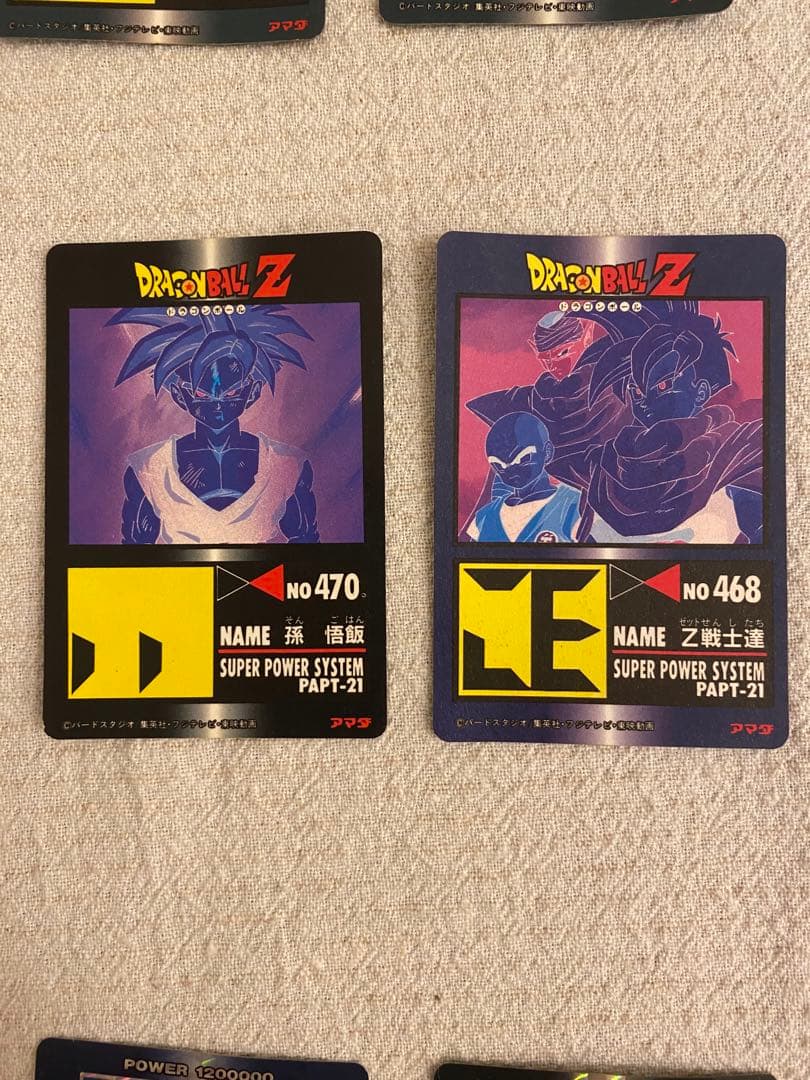 ©バードスタジオ 集英社・フジテレビ・東映動画
アマダ
©バードスタジオ 集英社・フジテレビ・東映動画
アマダ
DRAGONBALL Z
ドラゴンボール
NO 470
そん ごはん
NAME 孫 悟飯
SUPER POWER SYSTEM
PAPT-21
©バードスタジオ 集英社・フジテレビ・東映動画
アマダ
DRAGONBALL Z
ドラゴンボール
NO 468
ゼットせんしたち
NAME Z戦士達
SUPER POWER SYSTEM
PAPT-21
©バードスタジオ 集英社・フジテレビ・東映動画
アマダ
POWER 1200000